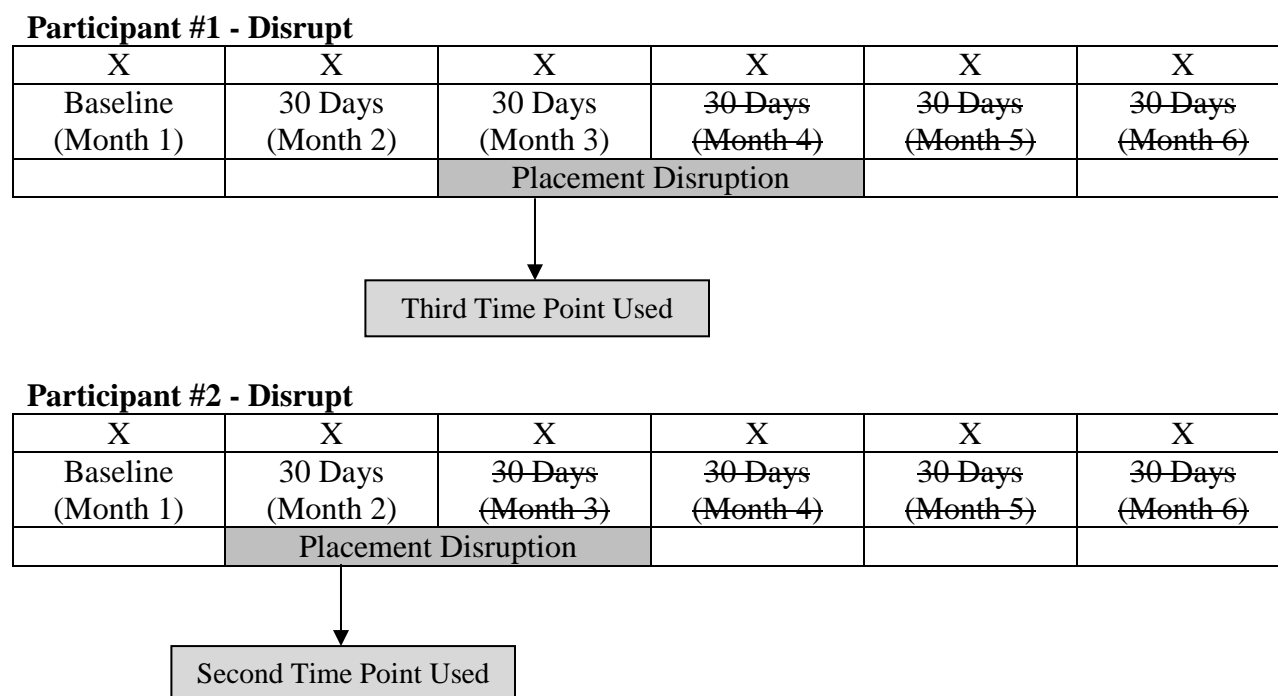 Participant #1 - Disrupt
X X X X X X
Baseline 30 Days 30 Days 30 Days 30 Days 30 Days
(Month 1) (Month 2) (Month 3) (Month 4) (Month 5) (Month 6)
Placement Disruption
Third Time Point Used
Participant #2 - Disrupt
X X X X X X
Baseline 30 Days 30 Days 30 Days 30 Days 30 Days
(Month 1) (Month 2) (Month 3) (Month 4) (Month 5) (Month 6)
Placement Disruption
Second Time Point Used